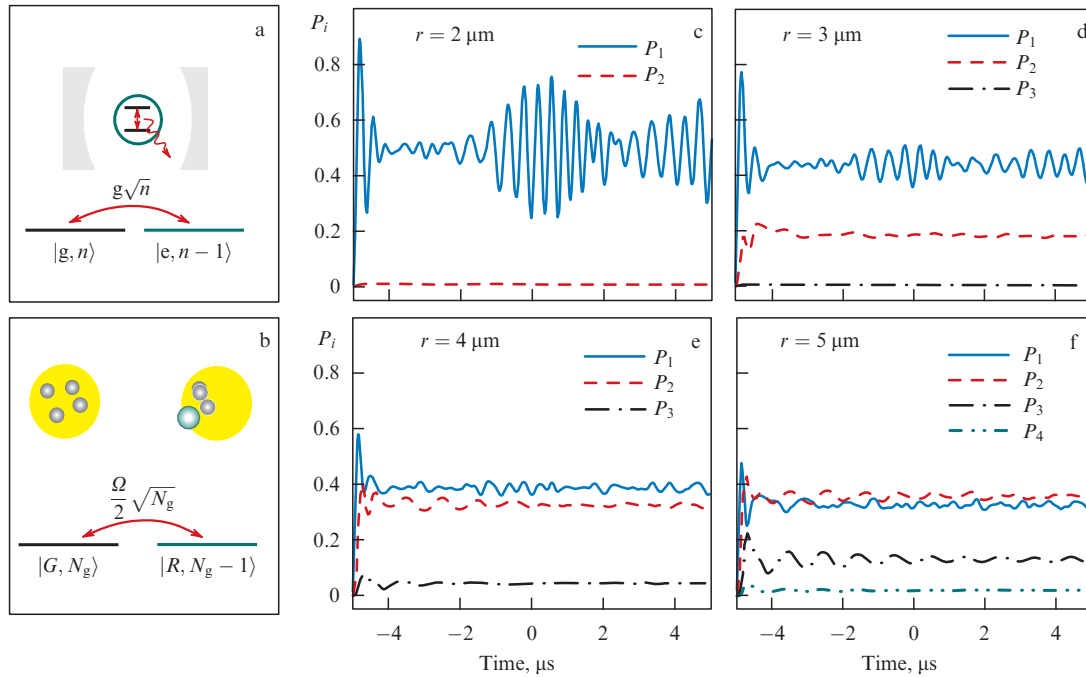 a
g√n
|g, n⟩ |e, n − 1⟩
b
Ω/2 √N_g
|G, N_g⟩ |R, N_g − 1⟩
P_i
r = 2 μm
c
P_1
P_2
0.8
0.6
0.4
0.2
0
r = 3 μm
d
P_1
P_2
P_3
P_i
r = 4 μm
e
P_1
P_2
P_3
0.8
0.6
0.4
0.2
0
−4 −2 0 2 4
Time, μs
r = 5 μm
f
P_1
P_2
P_3
P_4
−4 −2 0 2 4
Time, μs